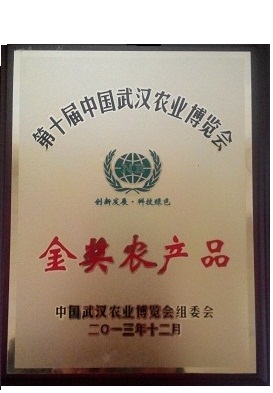 第十届中国武汉农业博览会
创新发展·科技绿色
金奖农产品
中国武汉农业博览会组委会
二〇一三年十二月